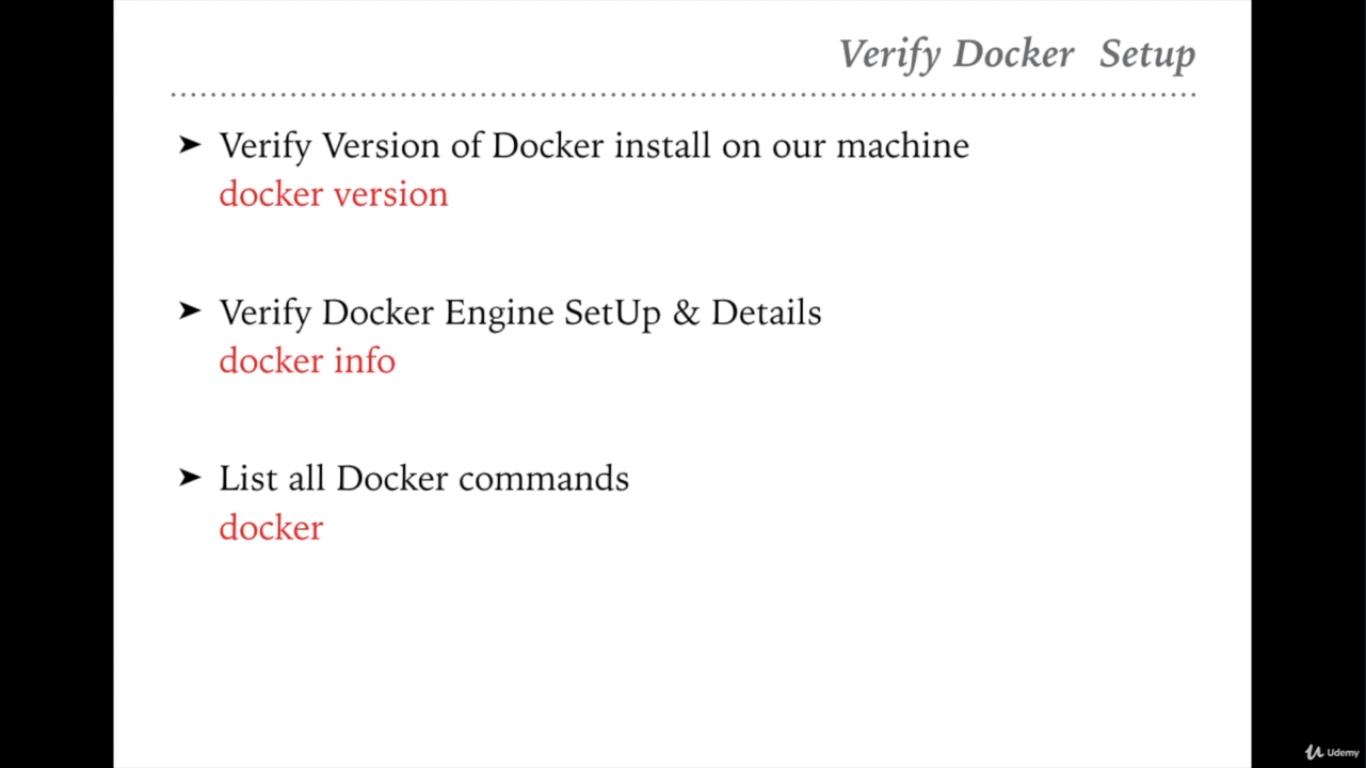 Verify Docker Setup
➤ Verify Version of Docker install on our machine
docker version
➤ Verify Docker Engine SetUp & Details
docker info
➤ List all Docker commands
docker
Udemy